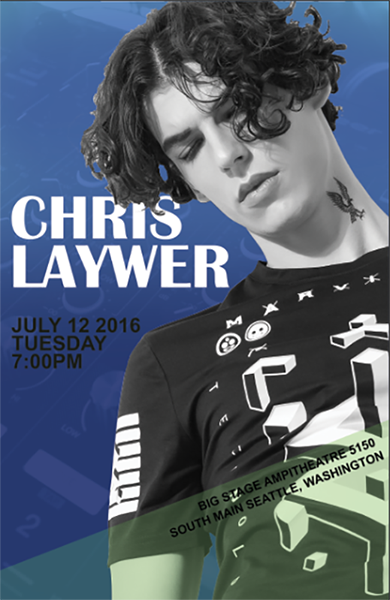 CHRIS
LAYWER
JULY 12 2016
TUESDAY
7:00PM
BIG STAGE AMPITHEATRE 5150
SOUTH MAIN SEATTLE, WASHINGTON